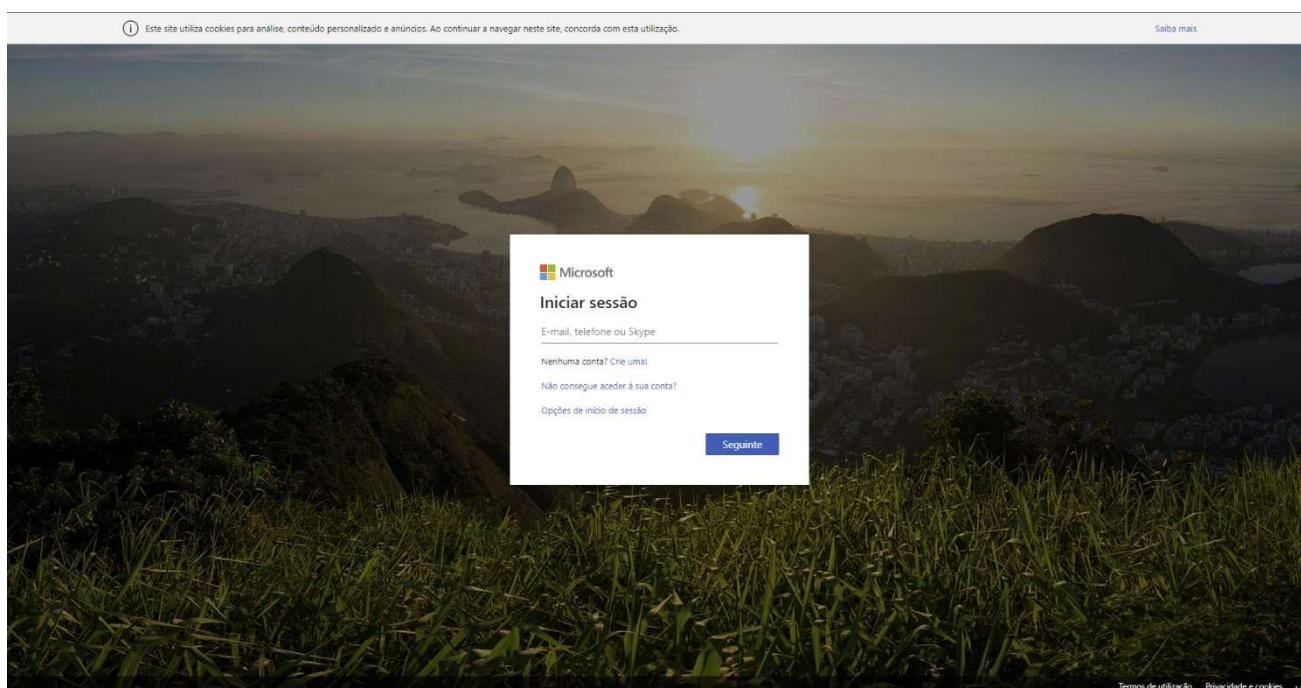 Este site utiliza cookies para análise, conteúdo personalizado e anúncios. Ao continuar a navegar neste site, concorda com esta utilização.
Saiba mais
Microsoft
Iniciar sessão
E-mail, telefone ou Skype
Nenhuma conta? Crie uma!
Não consegue aceder à sua conta?
Opções de início de sessão
Seguinte
Termos de utilização Privacidade e cookies